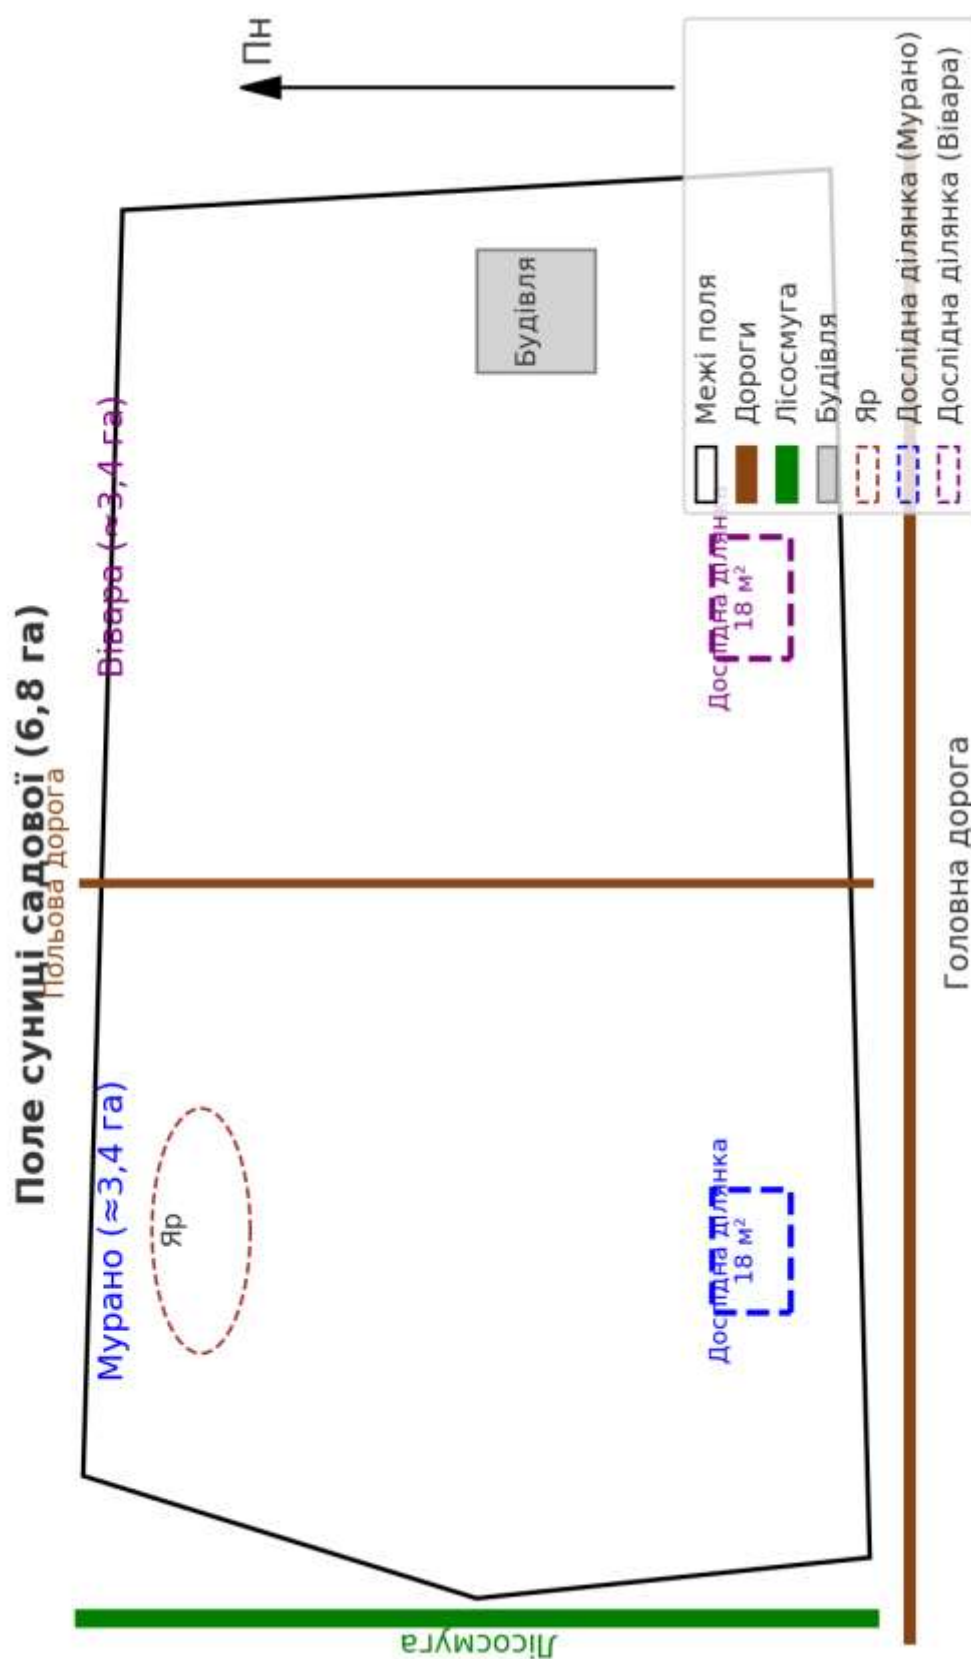 Поле суниці садової (6,8 га)
Польова дорога
Мурано (≈3,4 га)
Вівара (≈3,4 га)
Пн
Яр
Будівля
Лісосмуга
Дослідна ділянка
18 м²
Дослідна ділянка
18 м²
Головна дорога
Межі поля
Дороги
Лісосмуга
Будівля
Яр
Дослідна ділянка (Мурано)
Дослідна ділянка (Вівара)